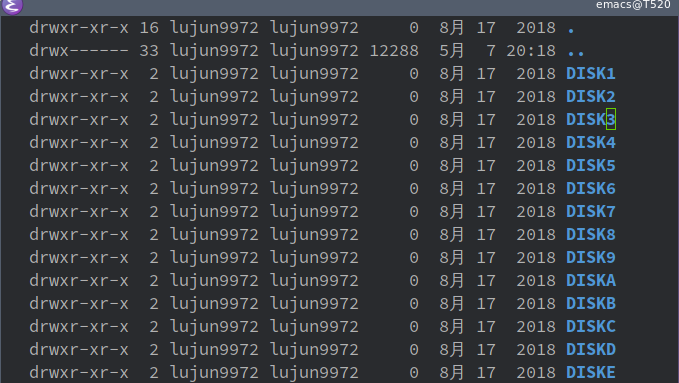 emacs@T520
drwxr-xr-x 16 lujun9972 lujun9972 0 8月 17 2018 .
drwx------ 33 lujun9972 lujun9972 12288 5月 7 20:18 ..
drwxr-xr-x 2 lujun9972 lujun9972 0 8月 17 2018 DISK1
drwxr-xr-x 2 lujun9972 lujun9972 0 8月 17 2018 DISK2
drwxr-xr-x 2 lujun9972 lujun9972 0 8月 17 2018 DISK3
drwxr-xr-x 2 lujun9972 lujun9972 0 8月 17 2018 DISK4
drwxr-xr-x 2 lujun9972 lujun9972 0 8月 17 2018 DISK5
drwxr-xr-x 2 lujun9972 lujun9972 0 8月 17 2018 DISK6
drwxr-xr-x 2 lujun9972 lujun9972 0 8月 17 2018 DISK7
drwxr-xr-x 2 lujun9972 lujun9972 0 8月 17 2018 DISK8
drwxr-xr-x 2 lujun9972 lujun9972 0 8月 17 2018 DISK9
drwxr-xr-x 2 lujun9972 lujun9972 0 8月 17 2018 DISKA
drwxr-xr-x 2 lujun9972 lujun9972 0 8月 17 2018 DISKB
drwxr-xr-x 2 lujun9972 lujun9972 0 8月 17 2018 DISKC
drwxr-xr-x 2 lujun9972 lujun9972 0 8月 17 2018 DISKD
drwxr-xr-x 2 lujun9972 lujun9972 0 8月 17 2018 DISKE